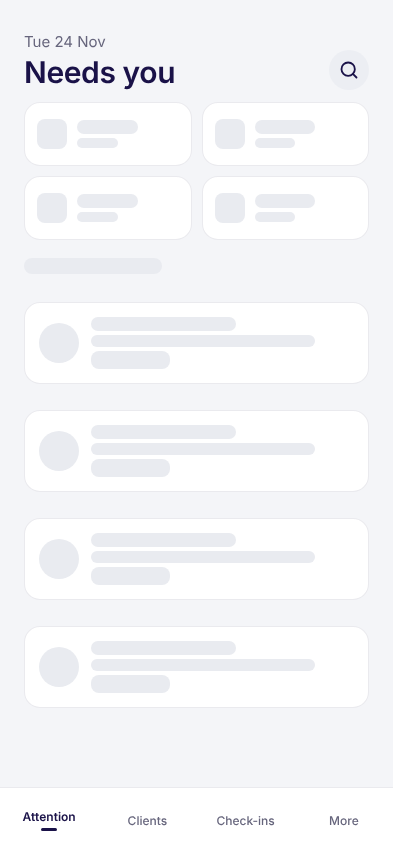 Tue 24 Nov
Needs you
Attention
Clients
Check-ins
More